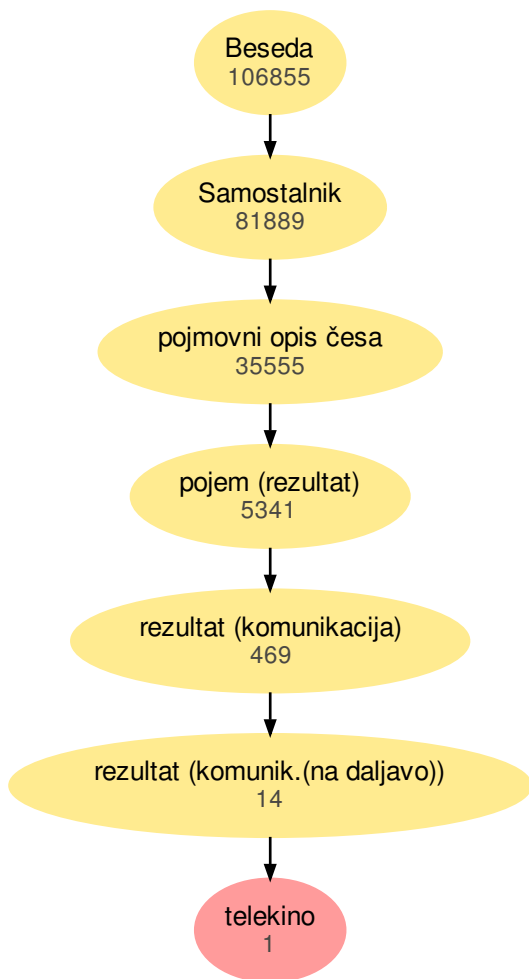 Beseda
106855
Samostalnik
81889
pojmovni opis česa
35555
pojem (rezultat)
5341
rezultat (komunikacija)
469
rezultat (komunik.(na daljavo))
14
telekino
1